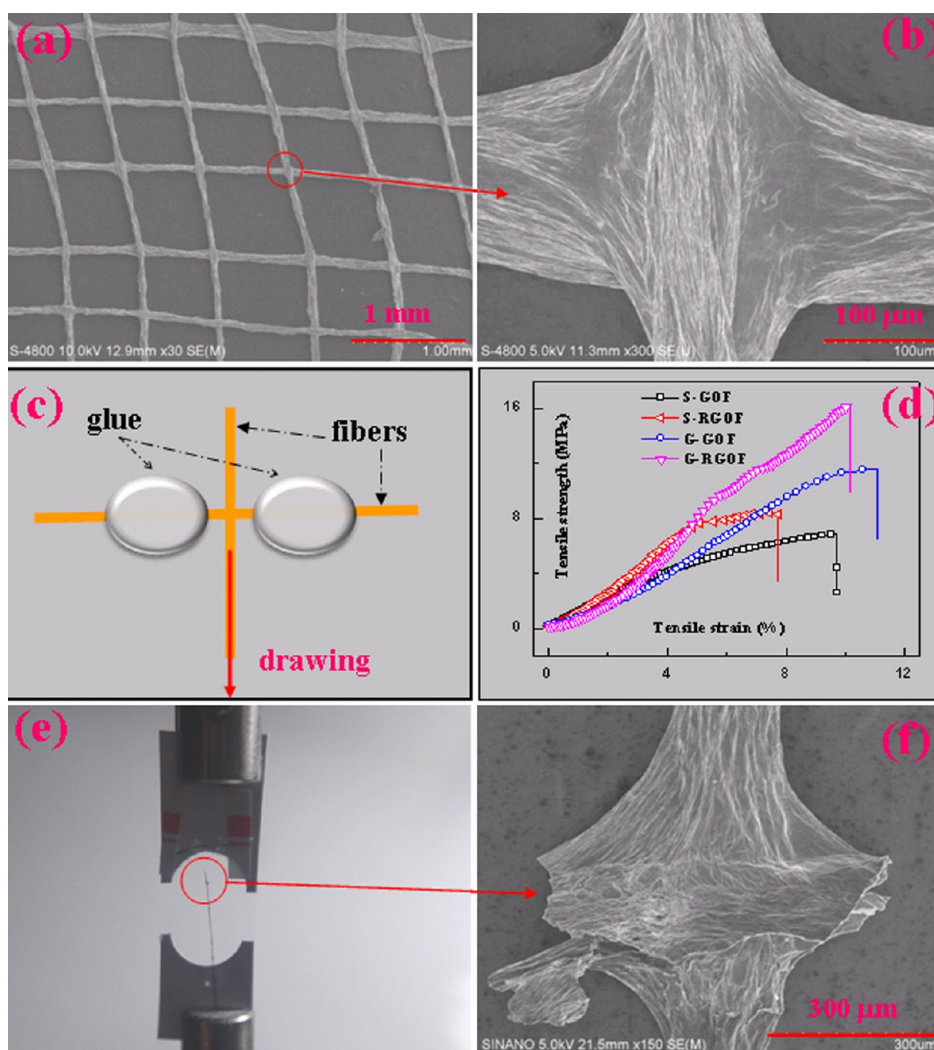 (a)
1 mm
S-4800 10.0kV 12.9mm x30 SE(M)
1.00mm
(b)
100 μm
S-4800 5.0kV 11.3mm x300 SE(U)
100um
(c)
glue
fibers
drawing
(d)
S-GOF
S-RGOF
G-GOF
G-RGOF
Tensile strength (MPa)
16
8
0
Tensile strain (%)
0
4
8
12
(e)
(f)
300 μm
SINANO 5.0kV 21.5mm x150 SE(M)
300um